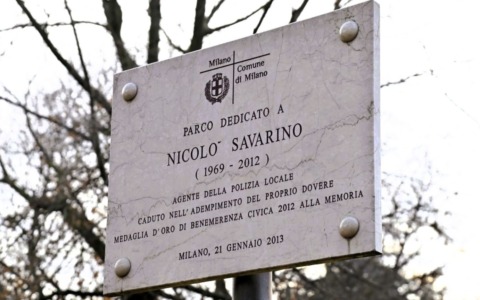 Milano
Comune
di Milano
PARCO DEDICATO A
NICOLO´ SAVARINO
( 1969 - 2012 )
AGENTE DELLA POLIZIA LOCALE
CADUTO NELL'ADEMPIMENTO DEL PROPRIO DOVERE
MEDAGLIA D'ORO DI BENEMERENZA CIVICA 2012 ALLA MEMORIA
MILANO, 21 GENNAIO 2013